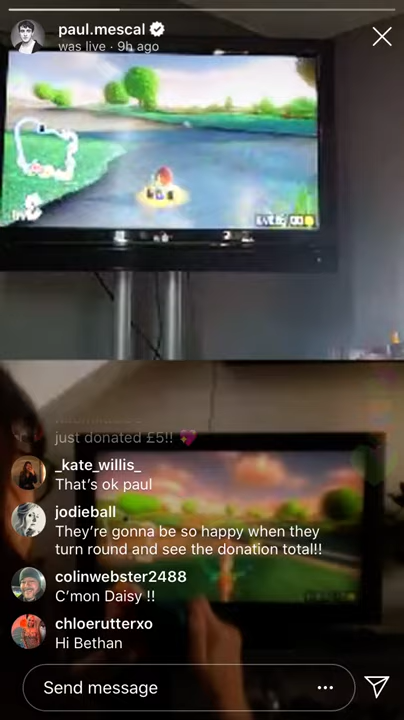 paul.mescal
was live · 9h ago
just donated £5!! 💖
_kate_willis_
That's ok paul
jodieball
They're gonna be so happy when they
turn round and see the donation total!!
colinwebster2488
C'mon Daisy !!
chloerutterxo
Hi Bethan
Send message